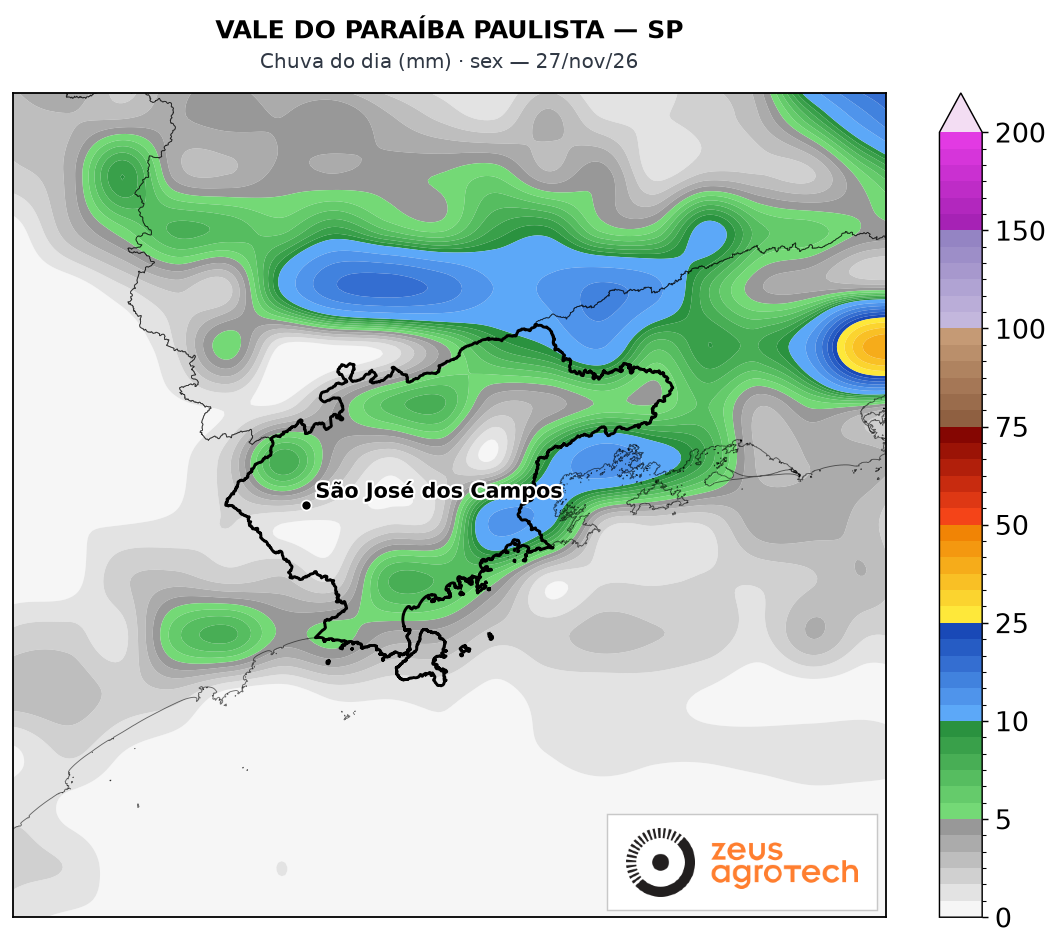 VALE DO PARAÍBA PAULISTA — SP
Chuva do dia (mm) · sex — 27/nov/26
200
150
100
75
50
25
10
5
0
São José dos Campos
zeus
agrotech